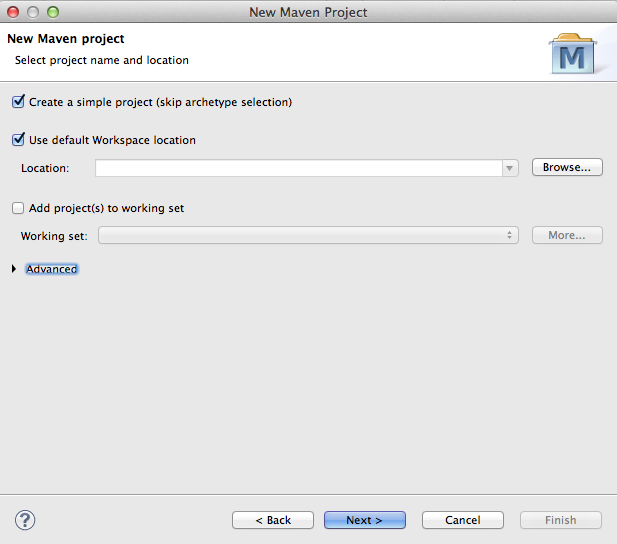 New Maven Project
New Maven project
Select project name and location
M
Create a simple project (skip archetype selection)
Use default Workspace location
Location:
Browse...
Add project(s) to working set
Working set:
More...
Advanced
?
< Back
Next >
Cancel
Finish